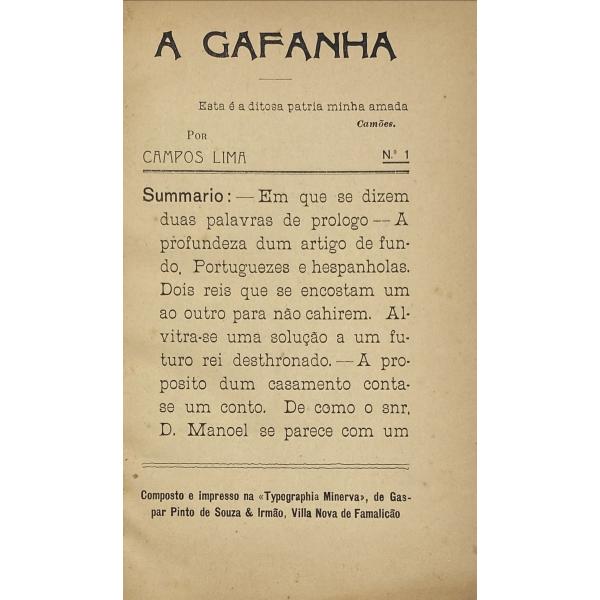 A GAFANHA
Esta é a ditosa patria minha amada
Camões.
POR
CAMPOS LIMA
N.º 1
Summario: — Em que se dizem
duas palavras de prologo — A
profundeza dum artigo de fun-
do. Portuguezes e hespanholas.
Dois reis que se encostam um
ao outro para não cahirem. Al-
vitra-se uma solução a um fu-
turo rei desthronado. — A pro-
posito dum casamento conta-
se um conto. De como o snr.
D. Manoel se parece com um
Composto e impresso na «Typographia Minerva», de Gas-
par Pinto de Souza & Irmão, Villa Nova de Famalicão